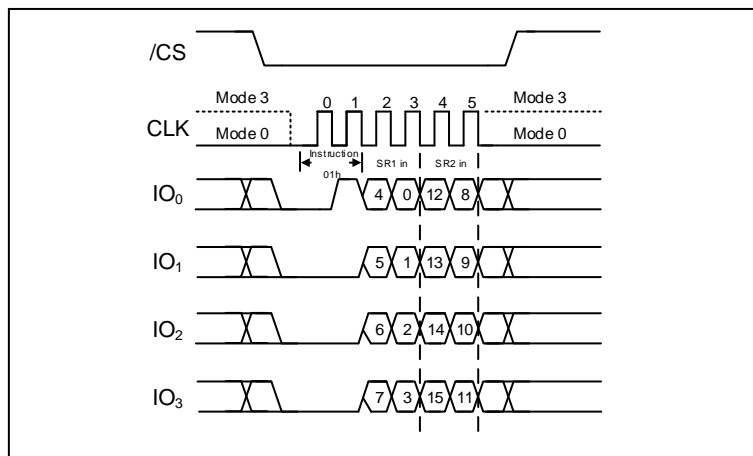 /CS
0 1 2 3 4 5
Mode 3 Mode 3
CLK Mode 0 Mode 0
Instruction SR1 in SR2 in
01h
IO0 4 0 12 8
IO1 5 1 13 9
IO2 6 2 14 10
IO3 7 3 15 11